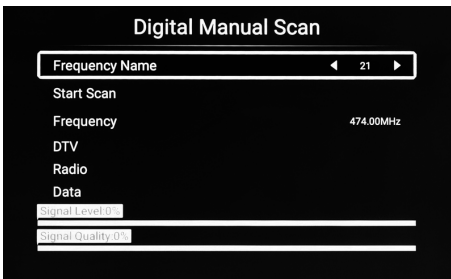 Digital Manual Scan
Frequency Name 21
Start Scan
Frequency 474.00MHz
DTV
Radio
Data
Signal Level:0%
Signal Quality:0%